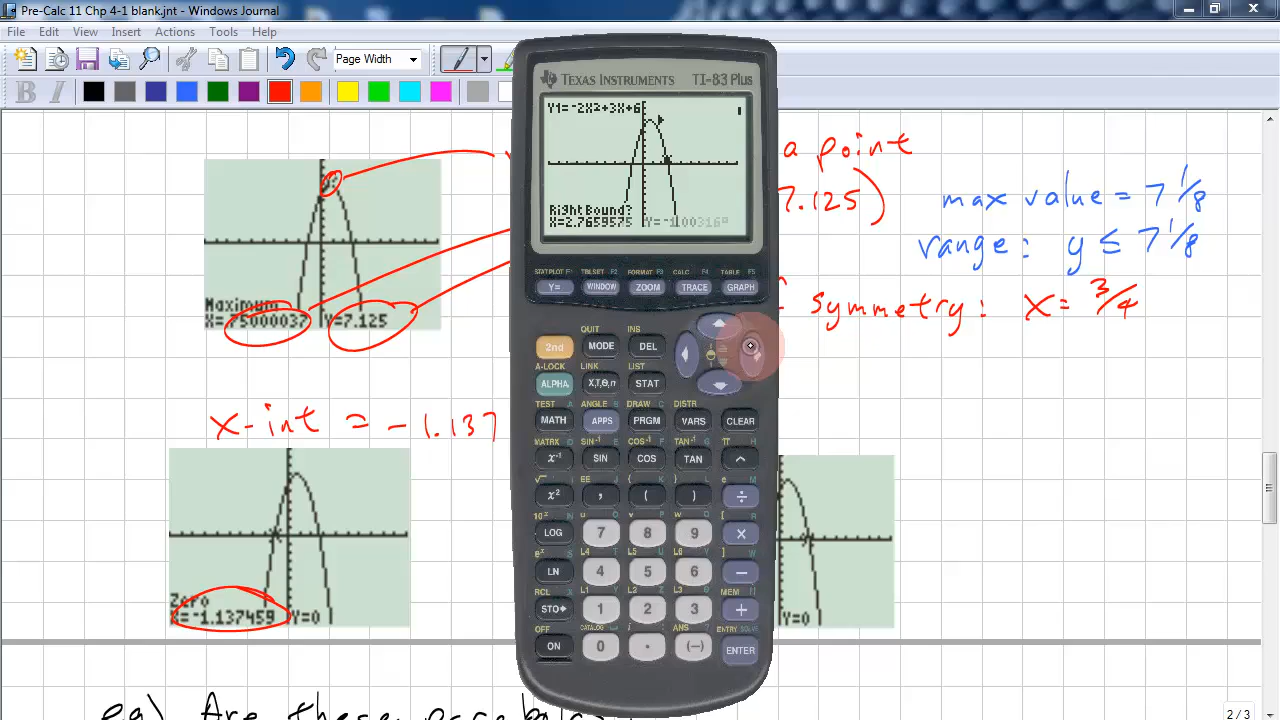 Pre-Calc 11 Chp 4-1 blank.jnt - Windows Journal
File Edit View Insert Actions Tools Help
Page Width
B I U
a point
7.125)
max value = 7 1/8
range: y ≤ 7 1/8
symmetry: x = 3/4
Maximum
X=.75000037 Y=7.125
x-int = -1.137
Zero
X=-1.137459 Y=0
Y=0
TEXAS INSTRUMENTS TI-83 Plus
Y1=-2X2+3X+6
Right Bound?
X=2.7659575
STAT PLOT F1 TBLSET F2 FORMAT F3 CALC F4 TABLE F5
Y= WINDOW ZOOM TRACE GRAPH
QUIT INS
2nd MODE DEL
A-LOCK LINK LIST
ALPHA X,T,Θ,n STAT
TEST A ANGLE B DRAW C DISTR
MATH APPS PRGM VARS CLEAR
MATRX D SIN-1 E COS-1 F TAN-1 G π H
x-1 SIN COS TAN ^
√ I EE J { K } L e M
x2 , ( ) ÷
10x N u O v P w Q [ R
LOG 7 8 9 ×
ex S L4 T L5 U L6 V ] W
LN 4 5 6 −
RCL X L1 Y L2 Z L3 θ MEM "
STO▸ 1 2 3 +
OFF CATALOG i : ANS ? ENTRY SOLVE
ON 0 . (−) ENTER
eg) Are these parabolas
2/3